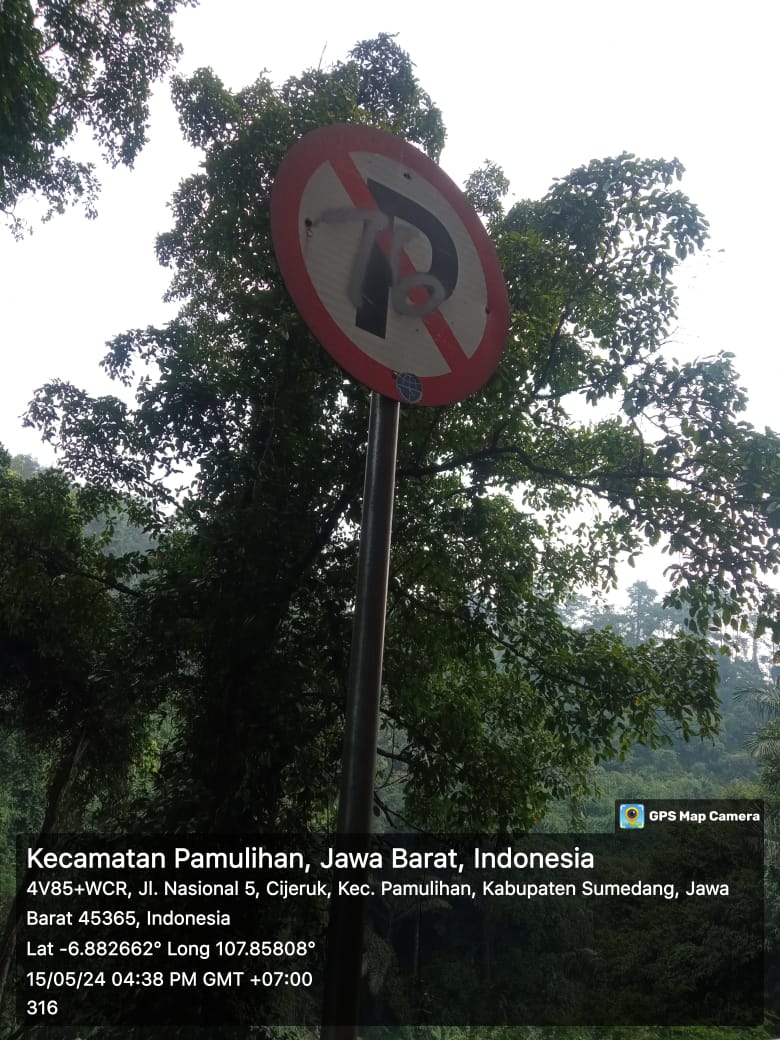 P
GPS Map Camera
Kecamatan Pamulihan, Jawa Barat, Indonesia
4V85+WCR, Jl. Nasional 5, Cijeruk, Kec. Pamulihan, Kabupaten Sumedang, Jawa
Barat 45365, Indonesia
Lat -6.882662° Long 107.85808°
15/05/24 04:38 PM GMT +07:00
316